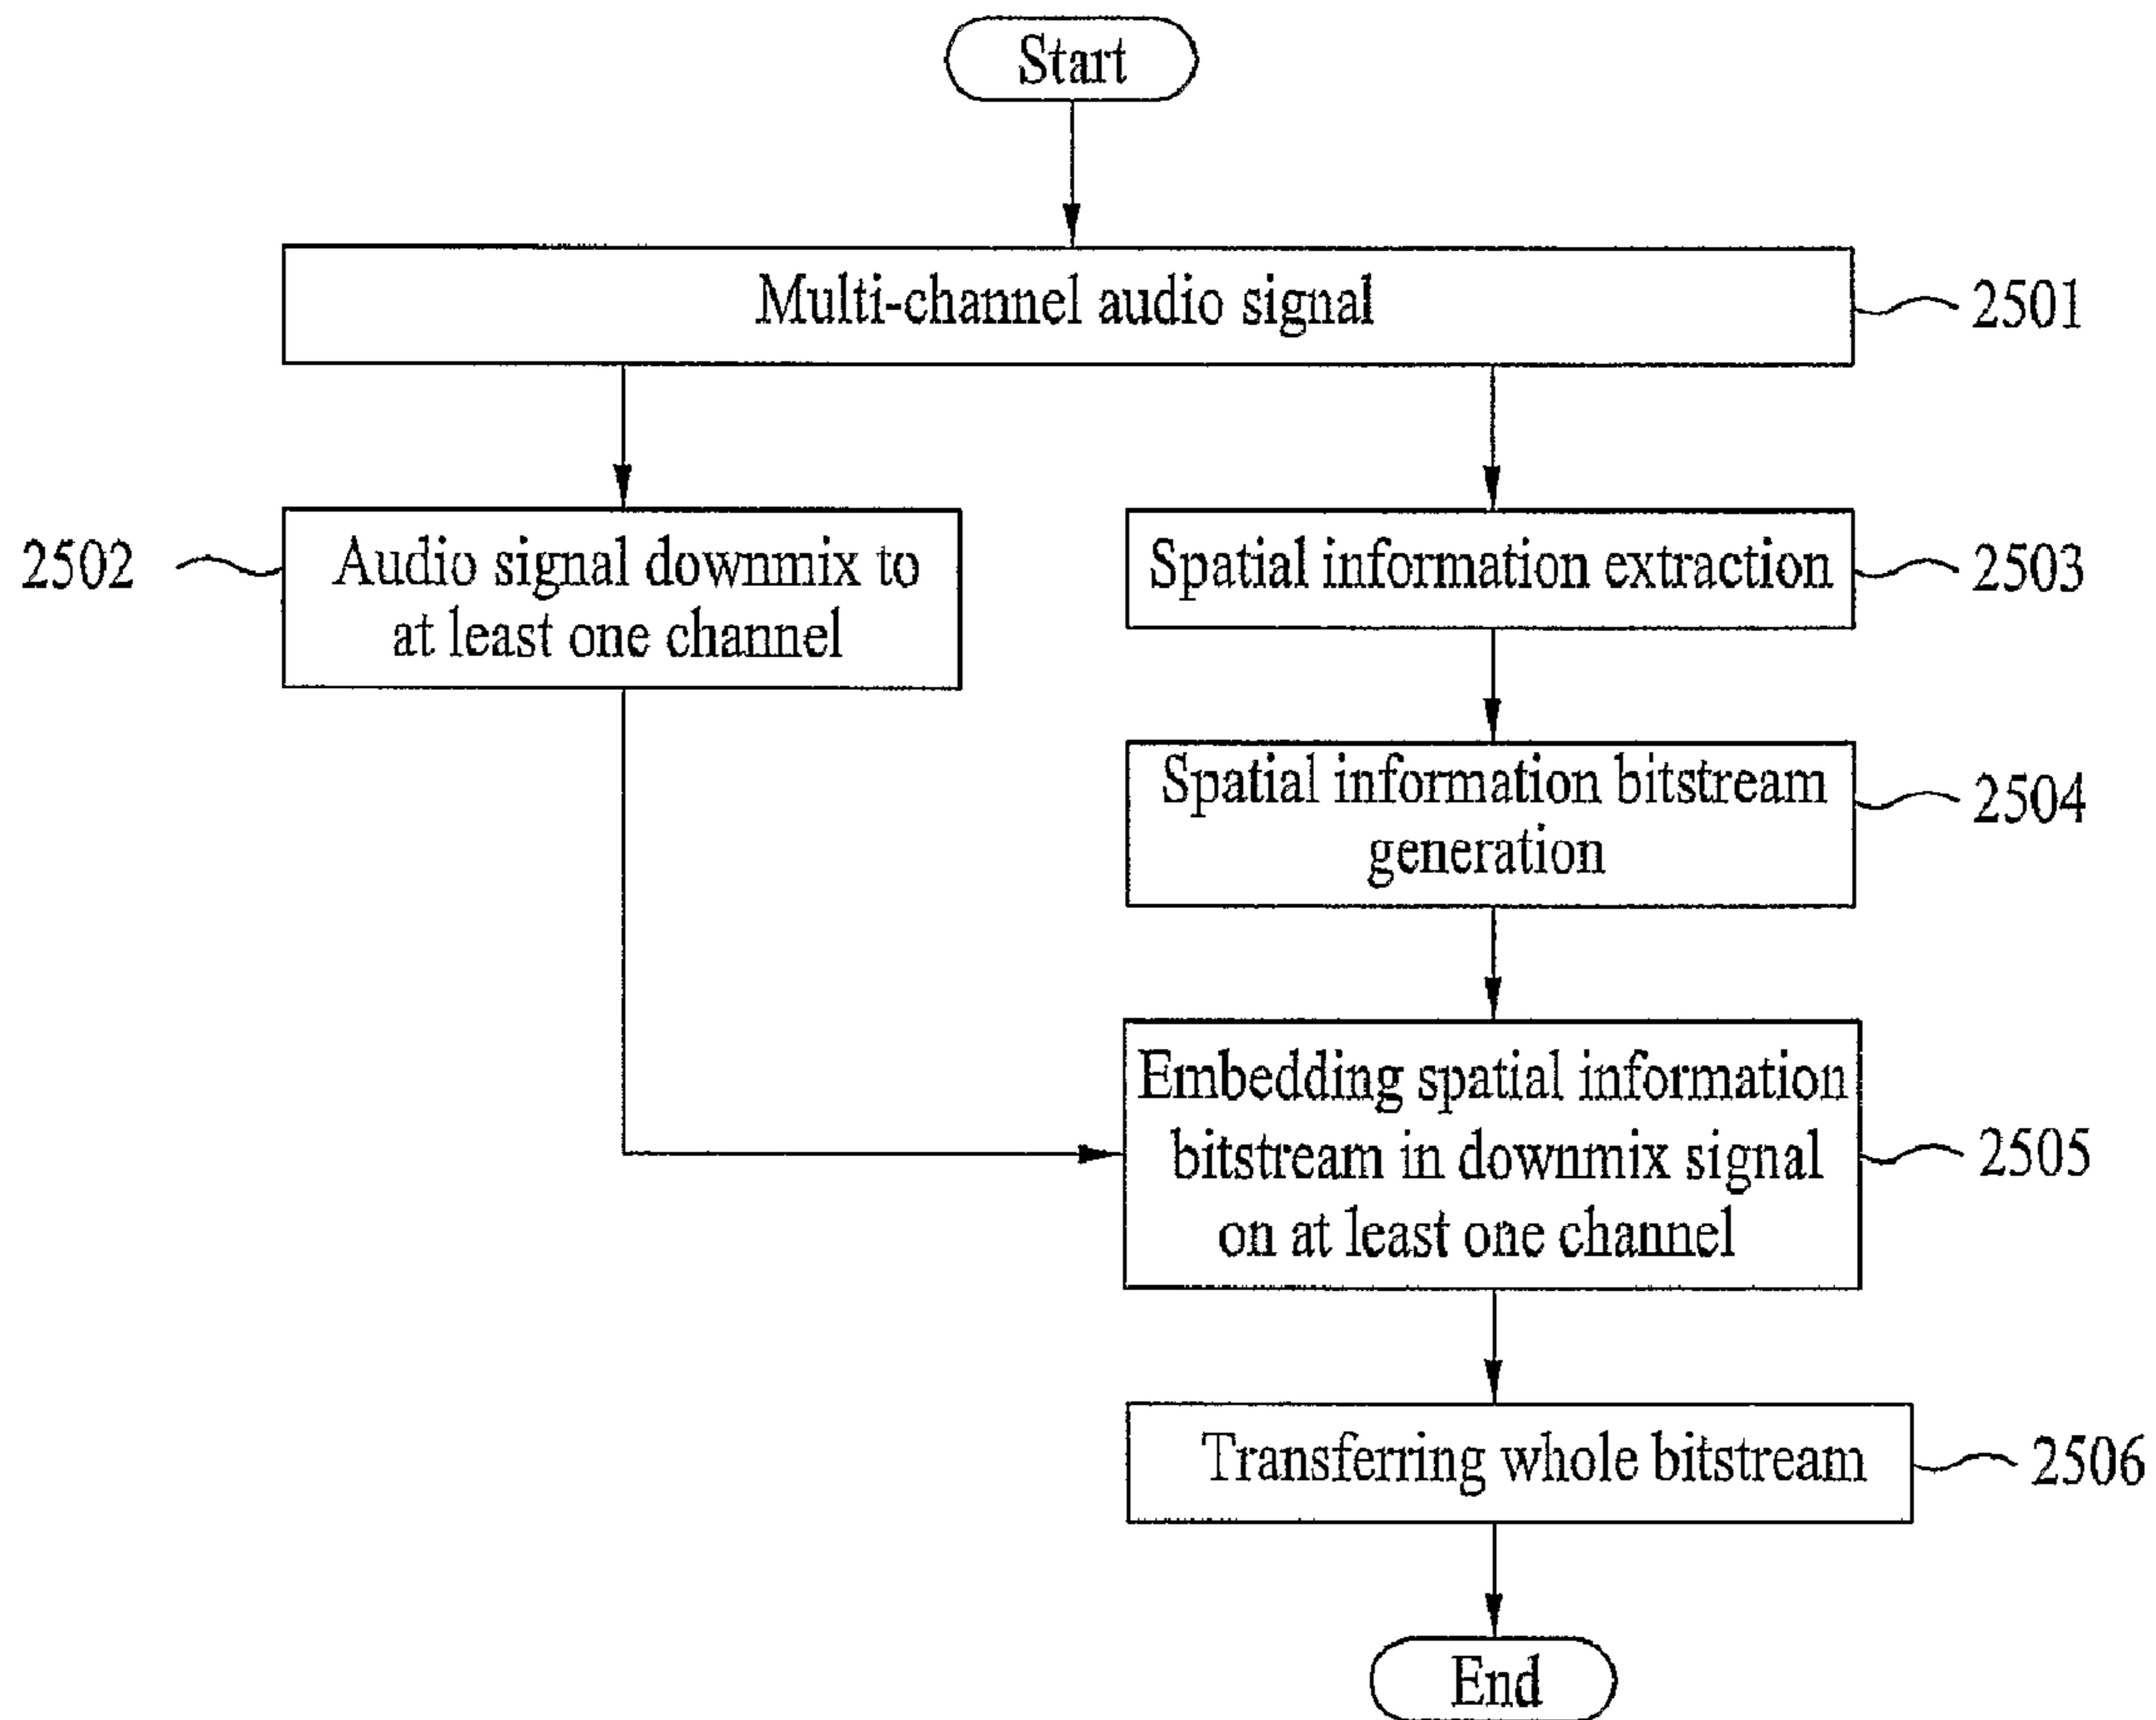 Start
Multi-channel audio signal
2501
2502
Audio signal downmix to
at least one channel
Spatial information extraction
2503
Spatial information bitstream
generation
2504
Embedding spatial information
bitstream in downmix signal
on at least one channel
2505
Transferring whole bitstream
2506
End